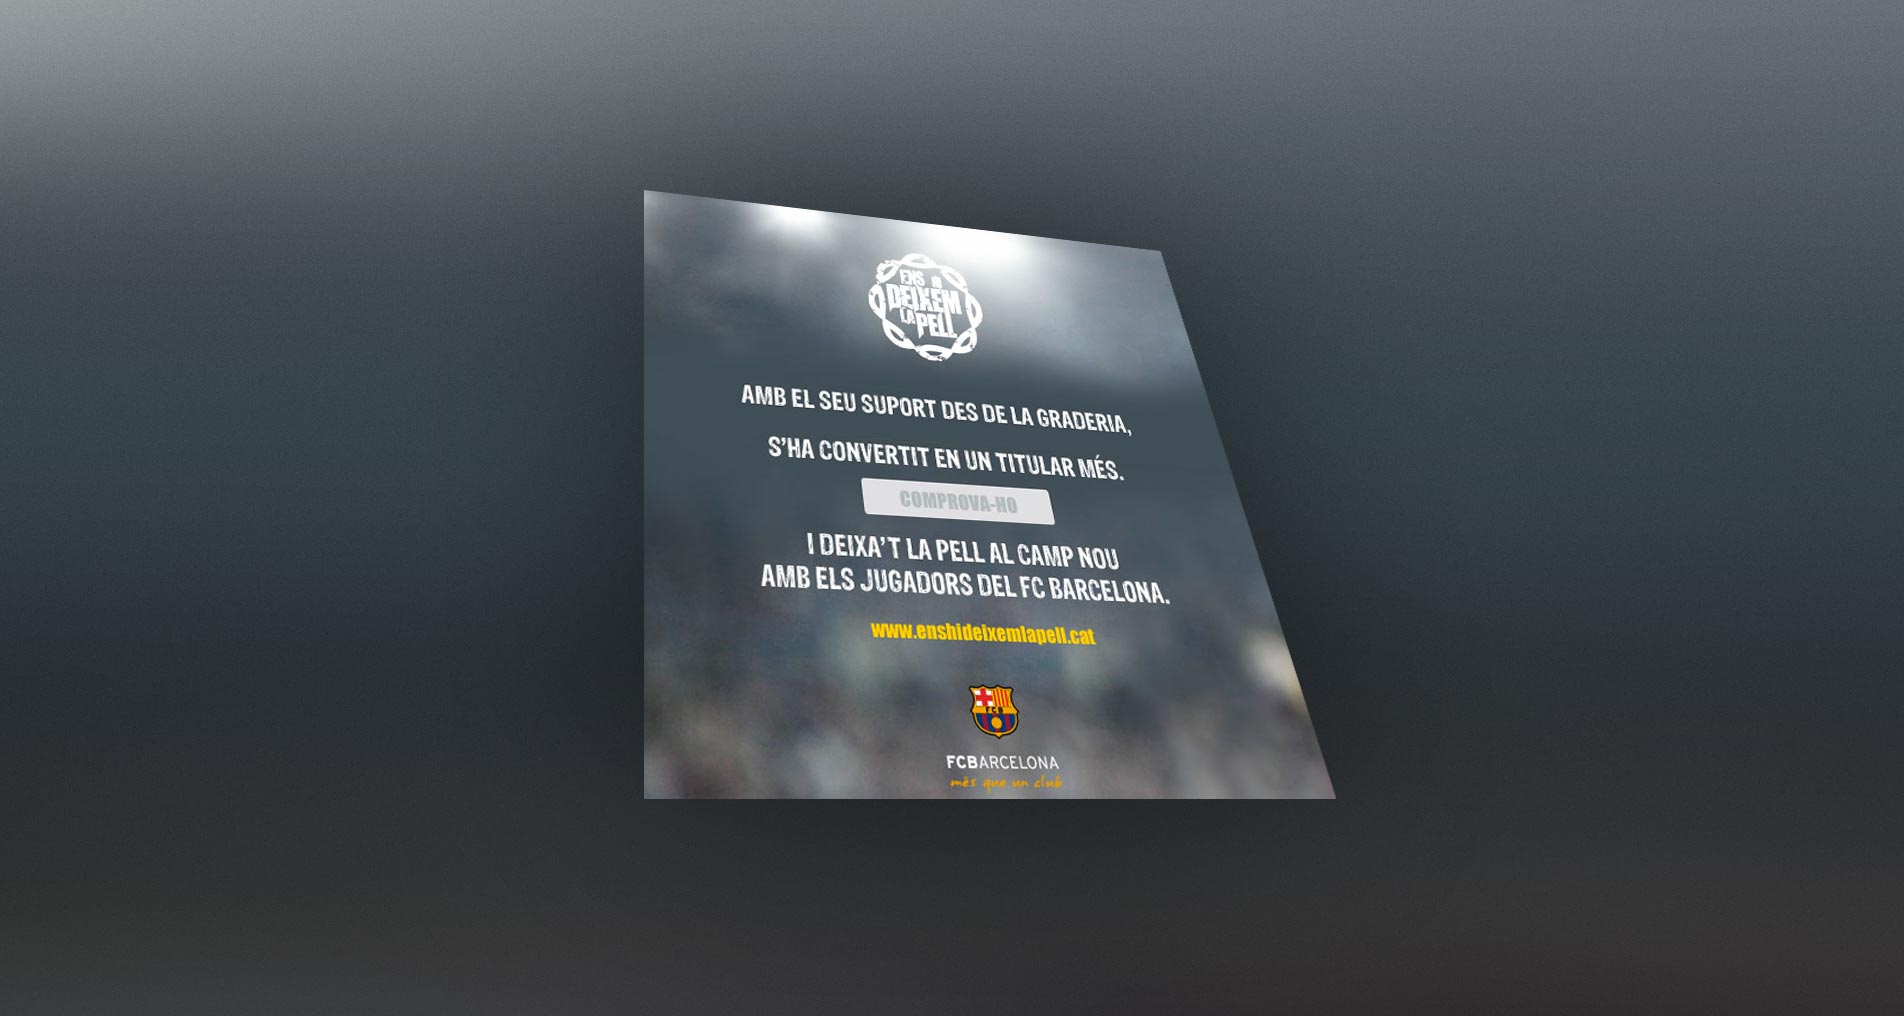 ENS HI
DEIXEM
LA PELL
AMB EL SEU SUPORT DES DE LA GRADERIA,
S'HA CONVERTIT EN UN TITULAR MÉS.
COMPROVA-HO
I DEIXA'T LA PELL AL CAMP NOU
AMB ELS JUGADORS DEL FC BARCELONA.
www.enshideixemlapell.cat
FCB
FCBARCELONA
més que un club